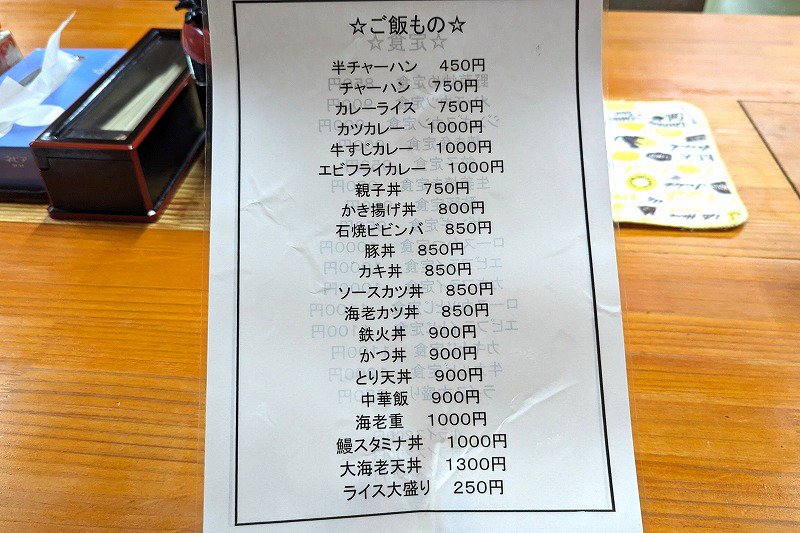 ☆ご飯もの☆
半チャーハン 450円
チャーハン 750円
カレーライス 750円
カツカレー 1000円
牛すじカレー 1000円
エビフライカレー 1000円
親子丼 750円
かき揚げ丼 800円
石焼ビビンバ 850円
豚丼 850円
カキ丼 850円
ソースカツ丼 850円
海老カツ丼 850円
鉄火丼 900円
かつ丼 900円
とり天丼 900円
中華飯 900円
海老重 1000円
鰻スタミナ丼 1000円
大海老天丼 1300円
ライス大盛り 250円